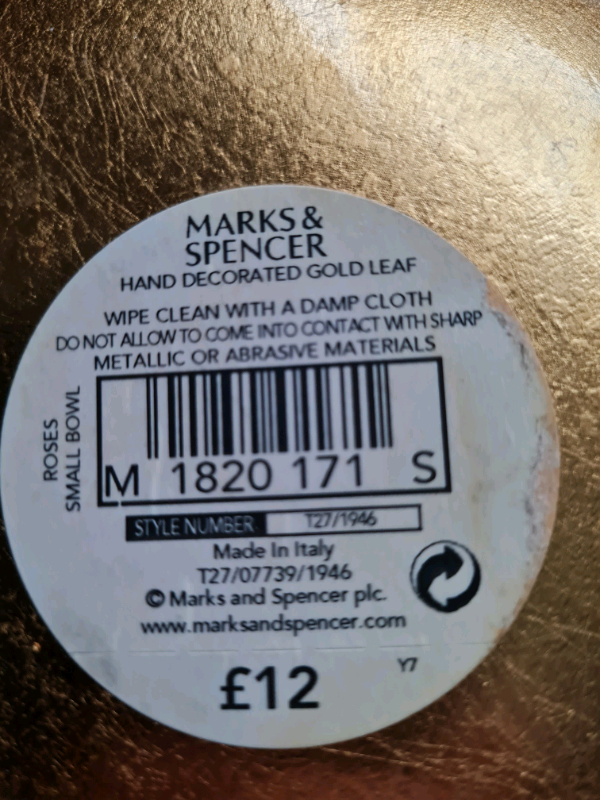 MARKS &
SPENCER
HAND DECORATED GOLD LEAF
WIPE CLEAN WITH A DAMP CLOTH
DO NOT ALLOW TO COME INTO CONTACT WITH SHARP
METALLIC OR ABRASIVE MATERIALS
ROSES
SMALL BOWL
M 1820 171 S
STYLE NUMBER T27/1946
Made In Italy
T27/07739/1946
© Marks and Spencer plc.
www.marksandspencer.com
£12
Y7